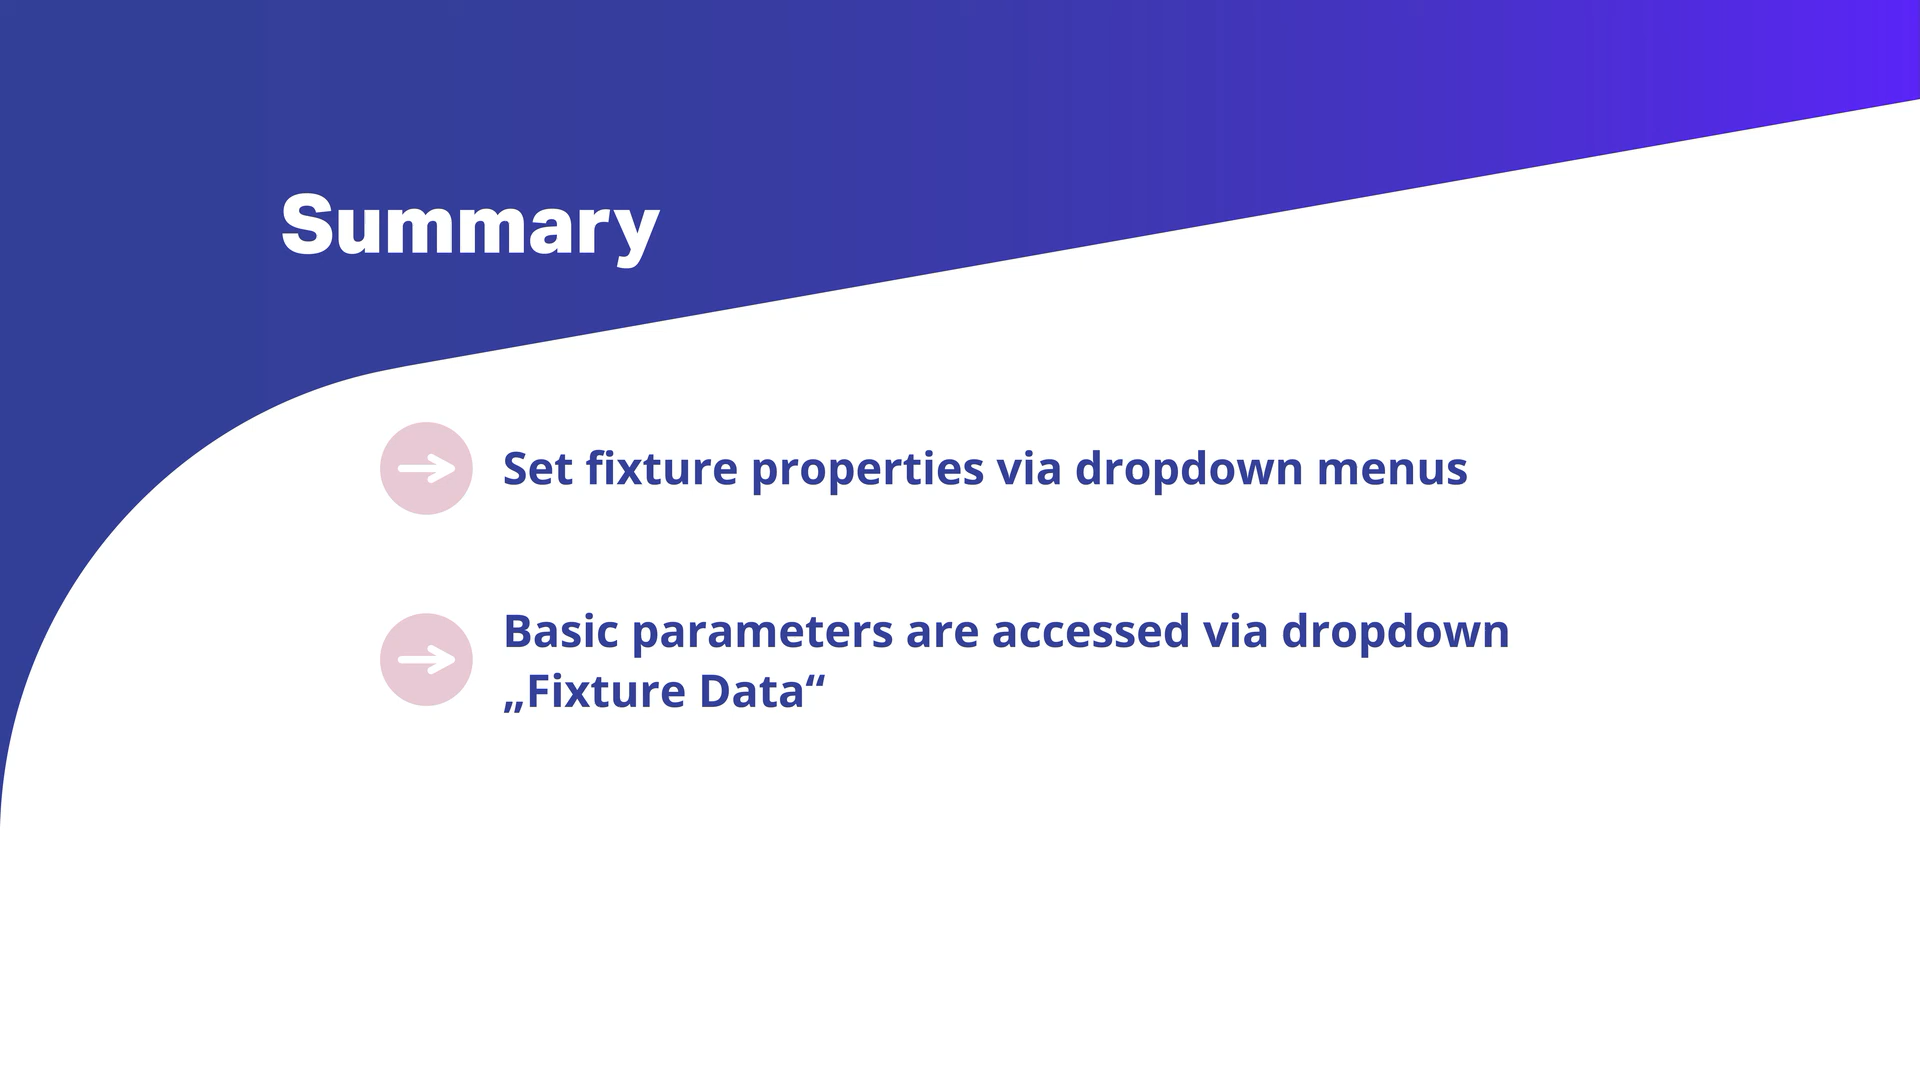 Summary
Set fixture properties via dropdown menus
Basic parameters are accessed via dropdown
„Fixture Data“